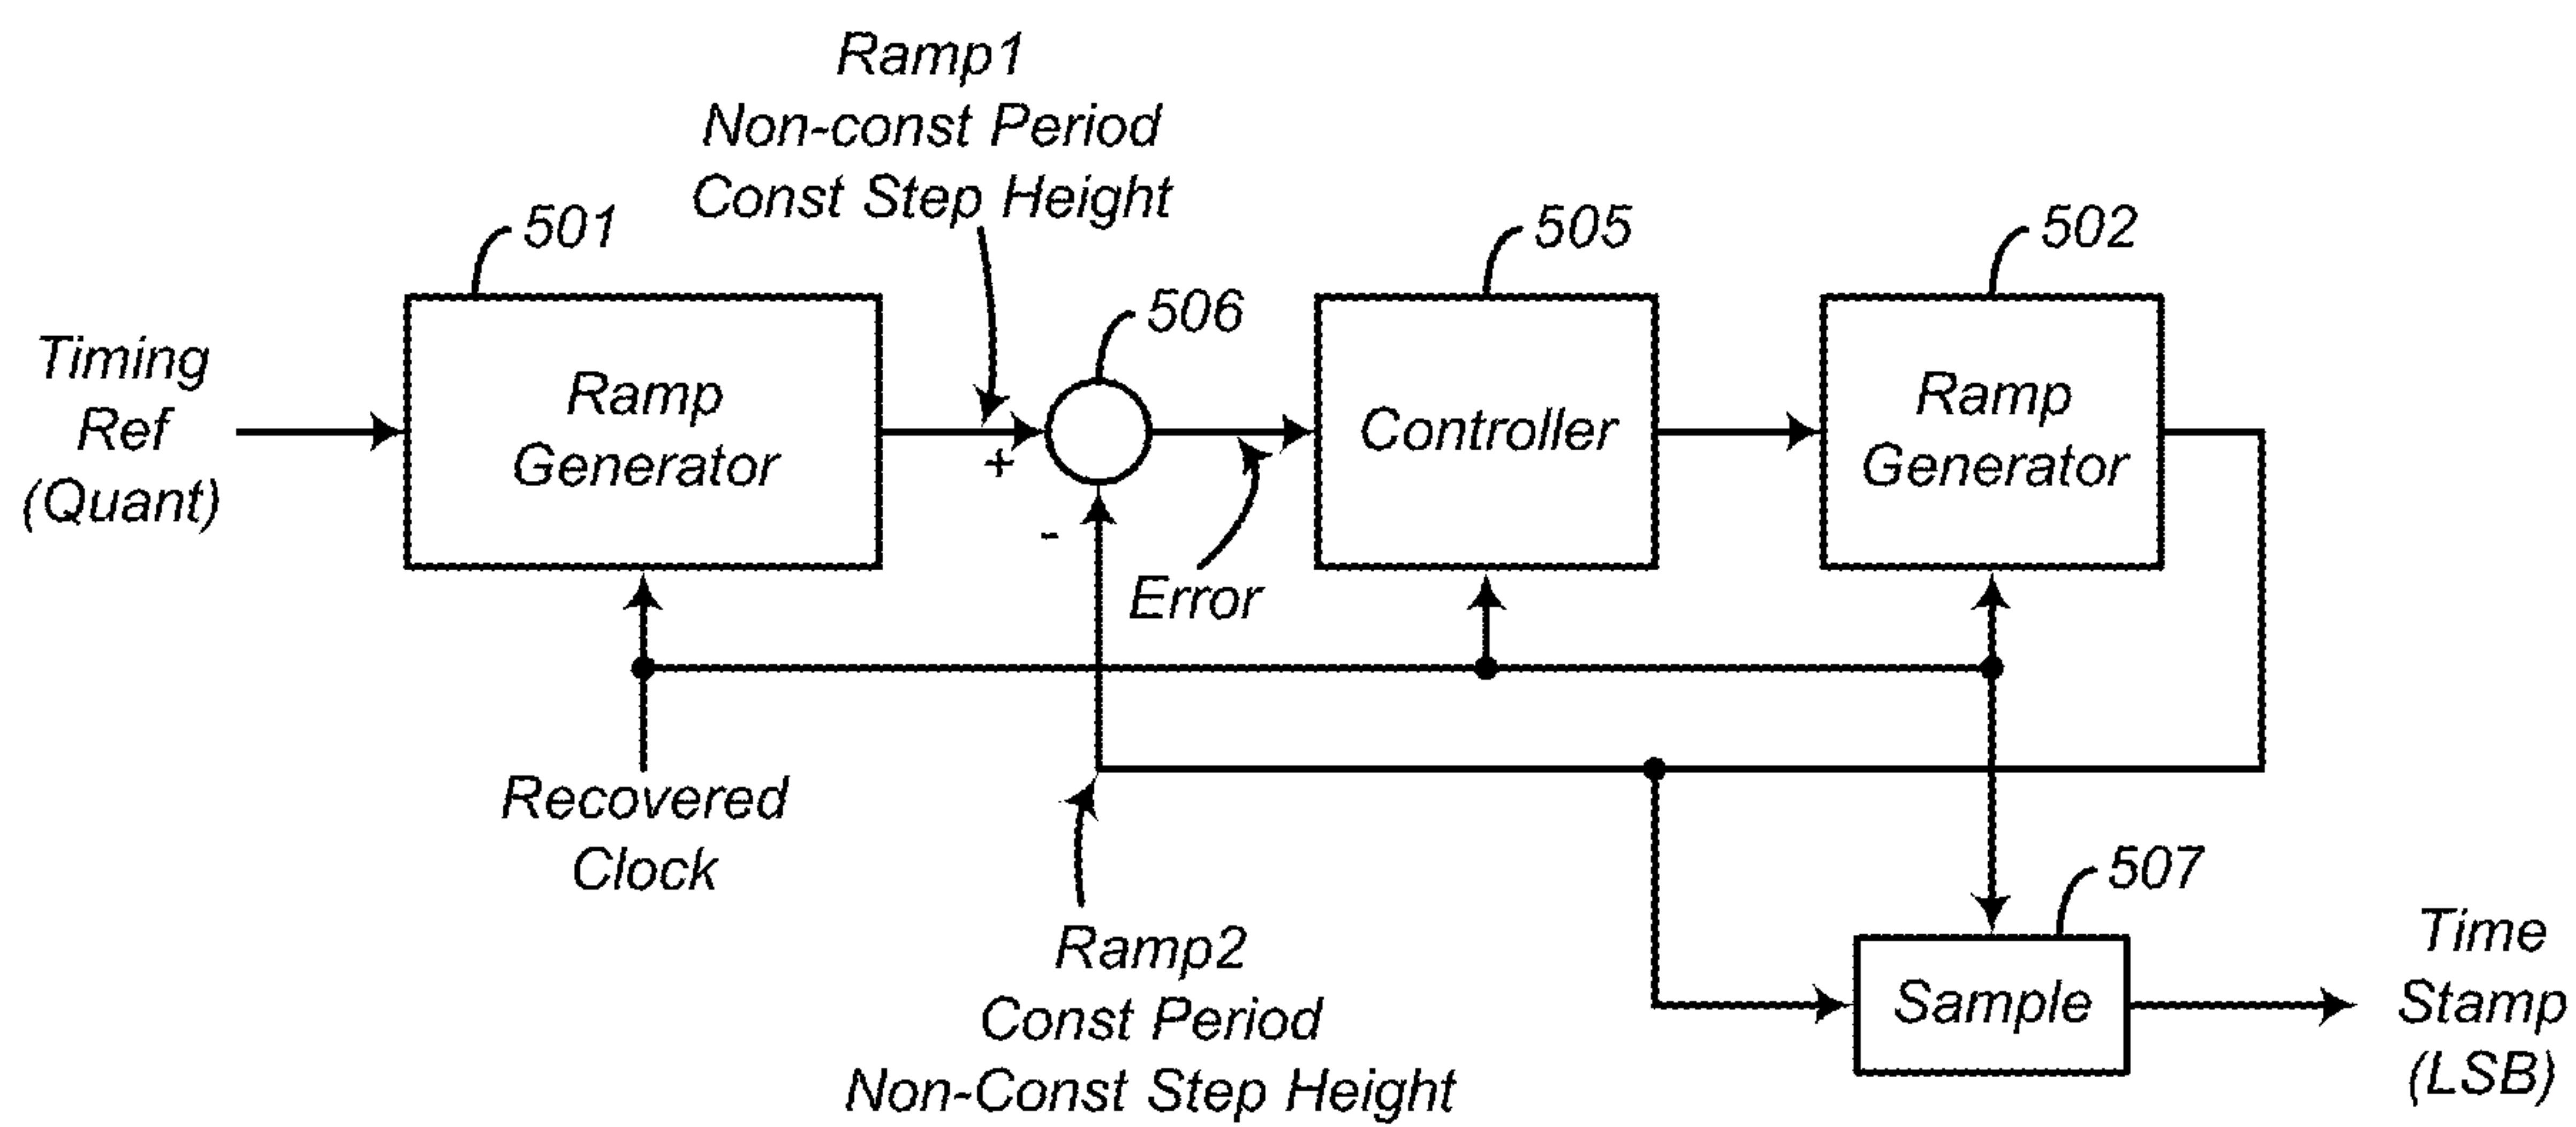 Ramp1
Non-const Period
Const Step Height
501
505
502
506
Timing
Ref
(Quant)
Ramp
Generator
+
-
Error
Controller
Ramp
Generator
Recovered
Clock
Ramp2
Const Period
Non-Const Step Height
507
Sample
Time
Stamp
(LSB)